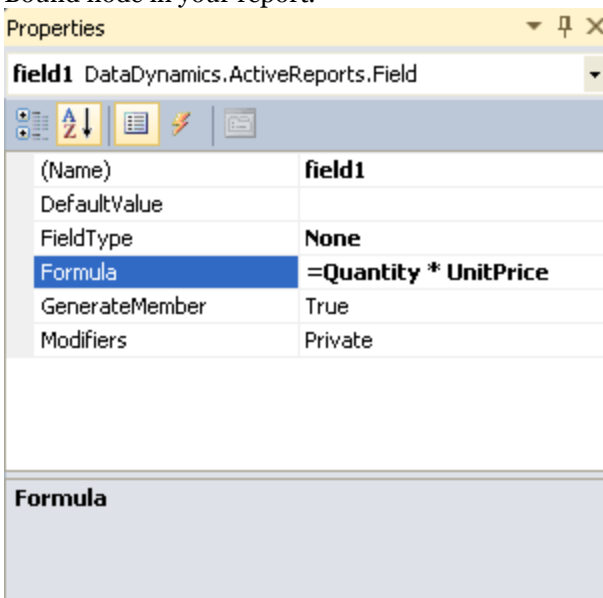 Bound node in your report.
Properties
field1 DataDynamics.ActiveReports.Field
A
Z
(Name) field1
DefaultValue
FieldType None
Formula =Quantity * UnitPrice
GenerateMember True
Modifiers Private
Formula